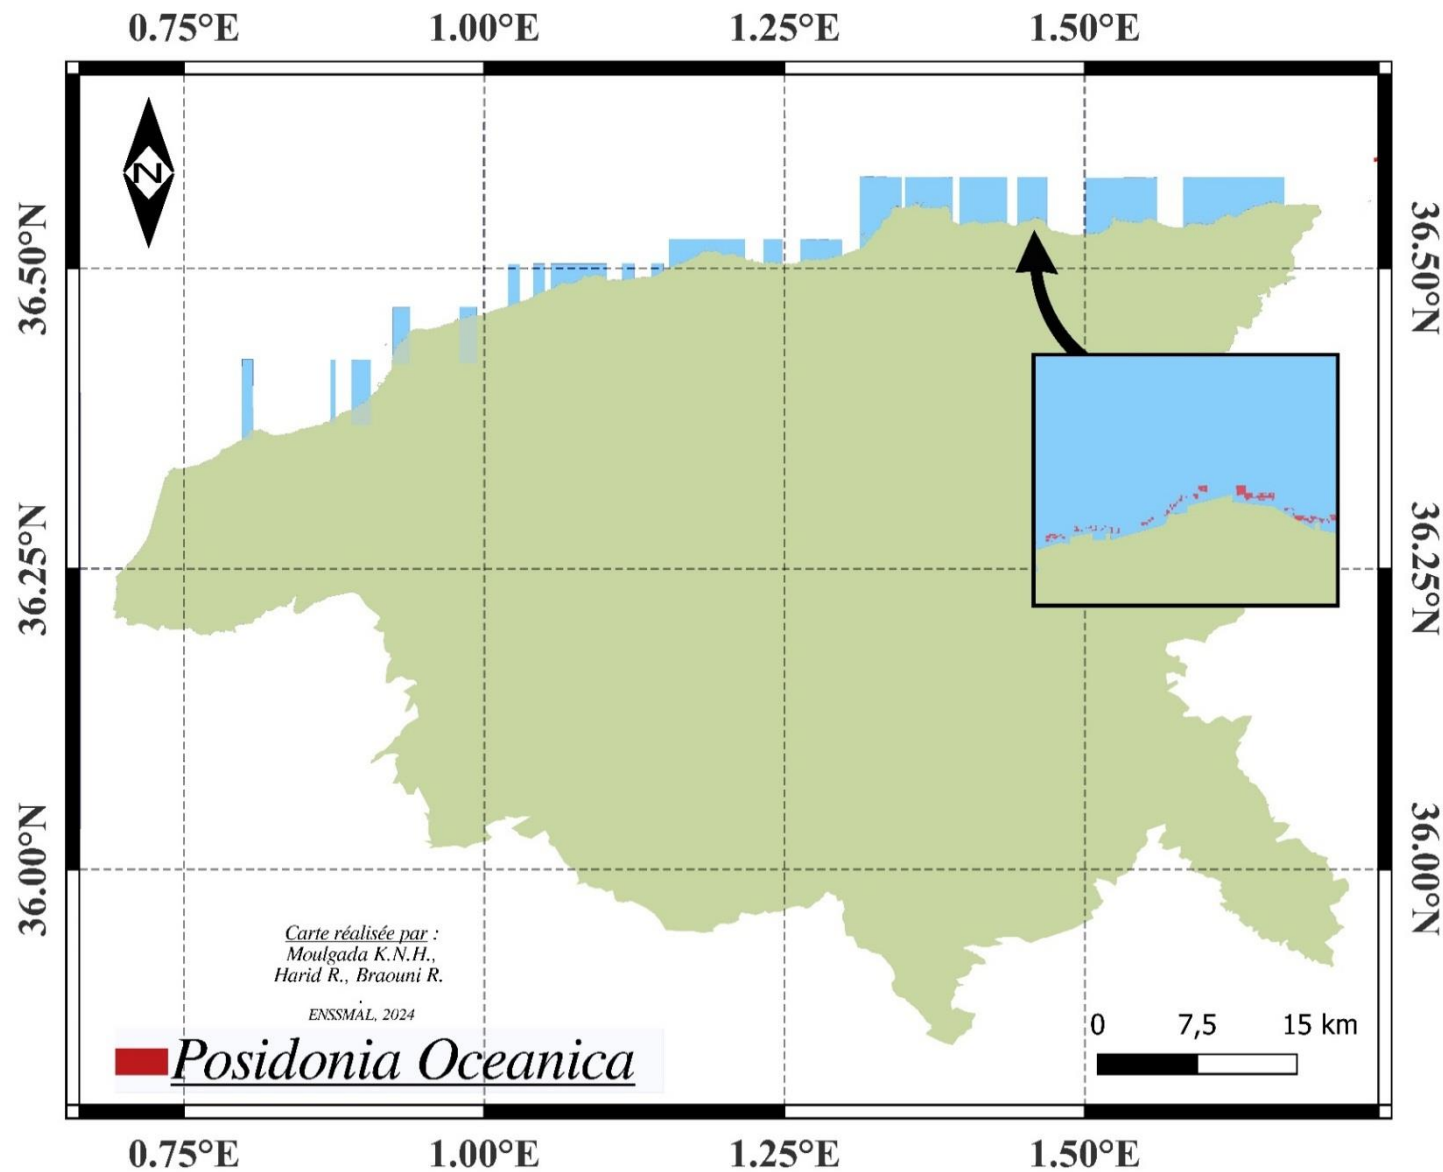 0.75°E 1.00°E 1.25°E 1.50°E
N
36.50°N 36.50°N
36.25°N 36.25°N
36.00°N 36.00°N
Carte réalisée par :
Moulgada K.N.H.,
Harid R., Braouni R.
.
ENSSMAL, 2024
Posidonia Oceanica
0 7,5 15 km
0.75°E 1.00°E 1.25°E 1.50°E